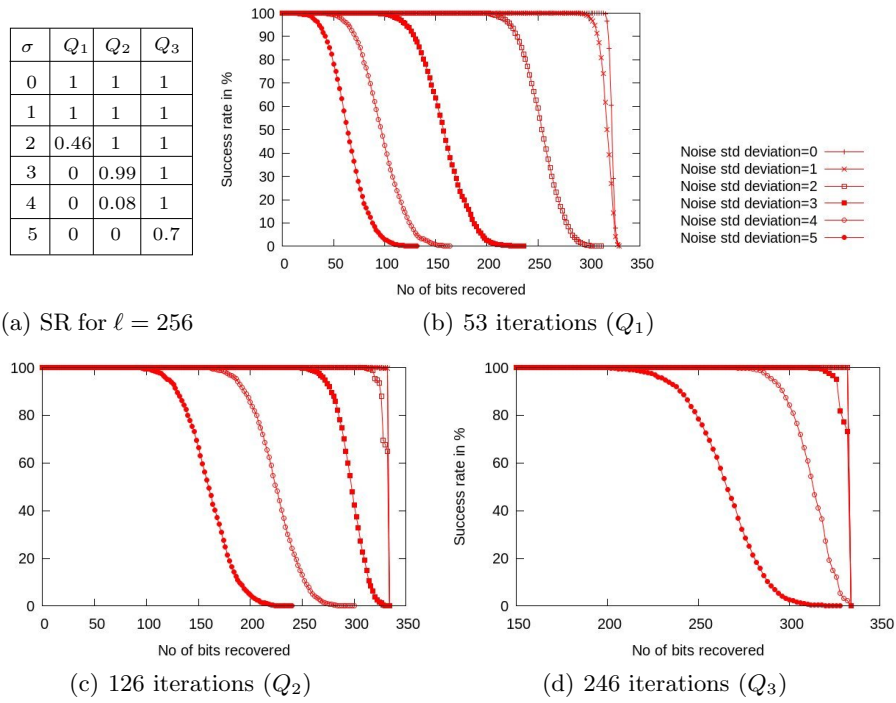 σ Q₁ Q₂ Q₃
0 1 1 1
1 1 1 1
2 0.46 1 1
3 0 0.99 1
4 0 0.08 1
5 0 0 0.7
(a) SR for ℓ = 256
100
90
80
70
60
50
40
30
20
10
0
Success rate in %
0 50 100 150 200 250 300 350
No of bits recovered
Noise std deviation=0
Noise std deviation=1
Noise std deviation=2
Noise std deviation=3
Noise std deviation=4
Noise std deviation=5
(b) 53 iterations (Q₁)
100
80
60
40
20
0
0 50 100 150 200 250 300 350
No of bits recovered
(c) 126 iterations (Q₂)
100
80
60
40
20
0
Success rate in %
150 200 250 300 350
No of bits recovered
(d) 246 iterations (Q₃)